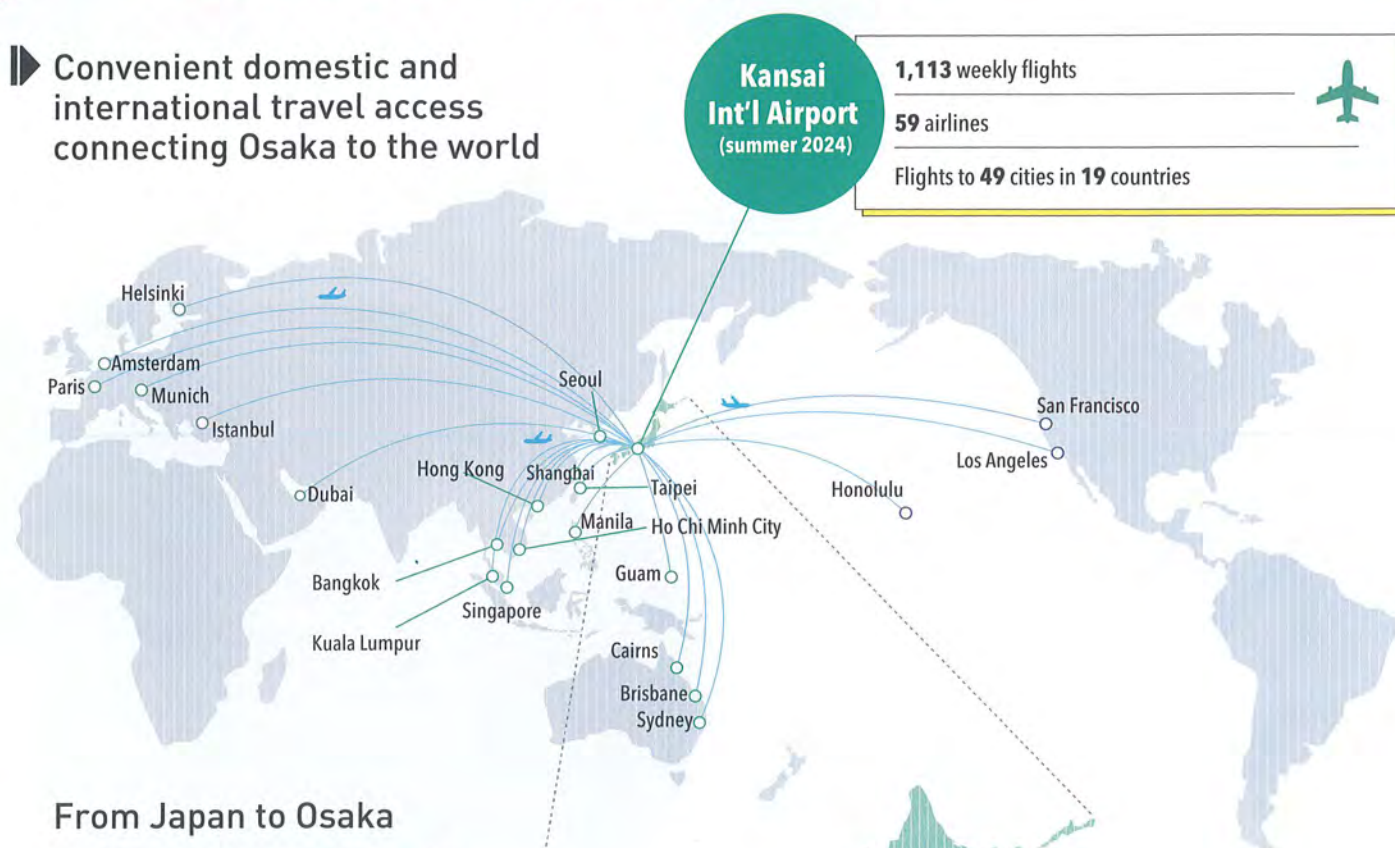 Convenient domestic and
international travel access
connecting Osaka to the world
Kansai
Int'l Airport
(summer 2024)
1,113 weekly flights
59 airlines
Flights to 49 cities in 19 countries
Helsinki
Amsterdam
Paris
Munich
Istanbul
Dubai
Seoul
Hong Kong
Shanghai
Taipei
Manila
Ho Chi Minh City
Bangkok
Singapore
Kuala Lumpur
Guam
Cairns
Brisbane
Sydney
San Francisco
Los Angeles
Honolulu
From Japan to Osaka